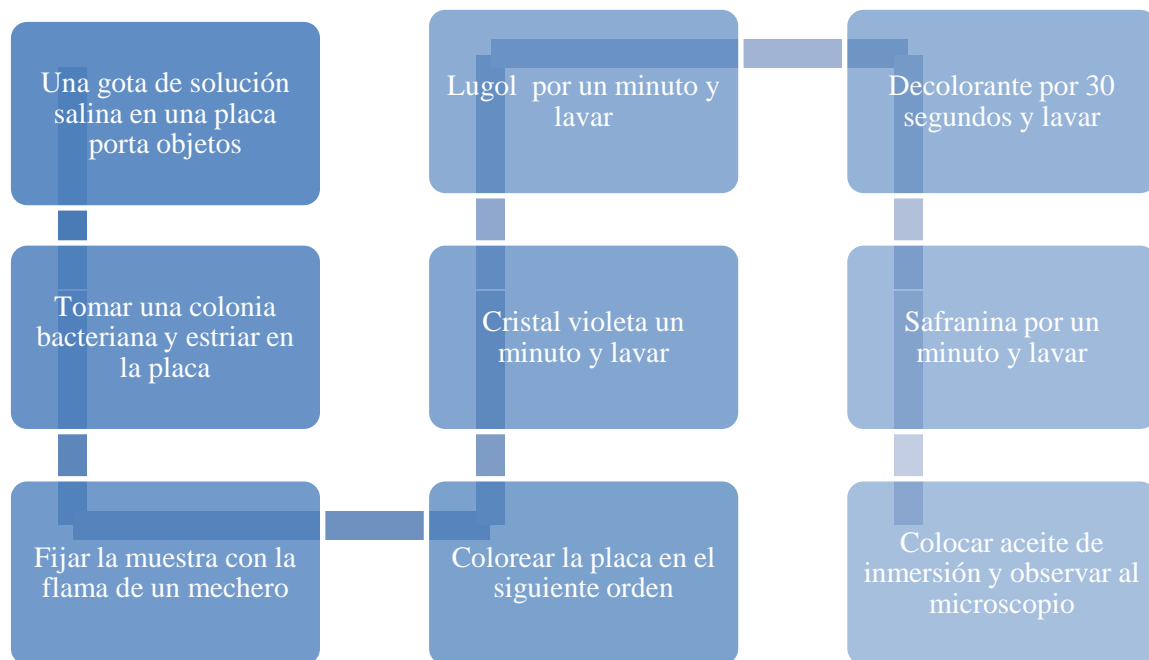 Una gota de solución
salina en una placa
porta objetos
Tomar una colonia
bacteriana y estriar en
la placa
Fijar la muestra con la
flama de un mechero
Colorear la placa en el
siguiente orden
Cristal violeta un
minuto y lavar
Lugol por un minuto y
lavar
Decolorante por 30
segundos y lavar
Safranina por un
minuto y lavar
Colocar aceite de
inmersión y observar al
microscopio